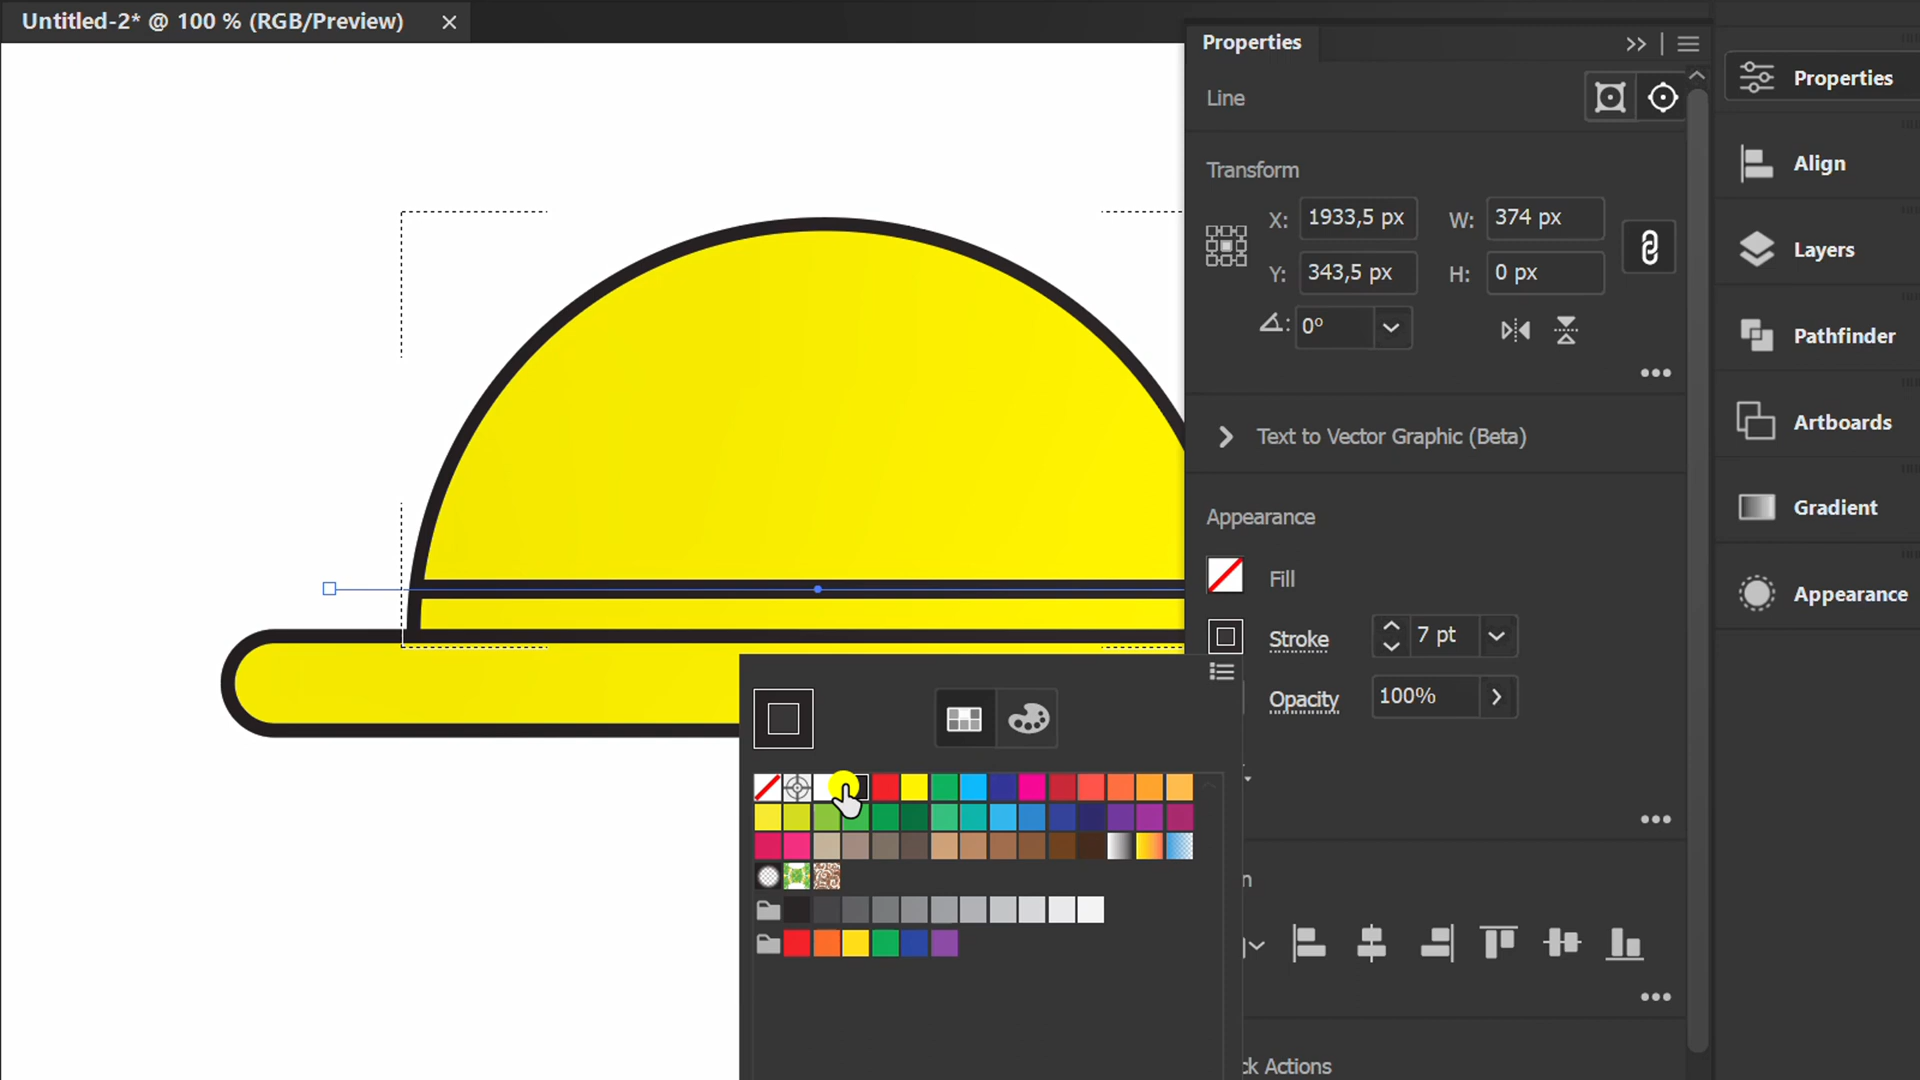 Untitled-2* @ 100 % (RGB/Preview)
Properties
Line
Transform
X: 1933,5 px W: 374 px
Y: 343,5 px H: 0 px
0°
Text to Vector Graphic (Beta)
Appearance
Fill
Stroke 7 pt
Opacity 100%
n
ck Actions
Properties
Align
Layers
Pathfinder
Artboards
Gradient
Appearance